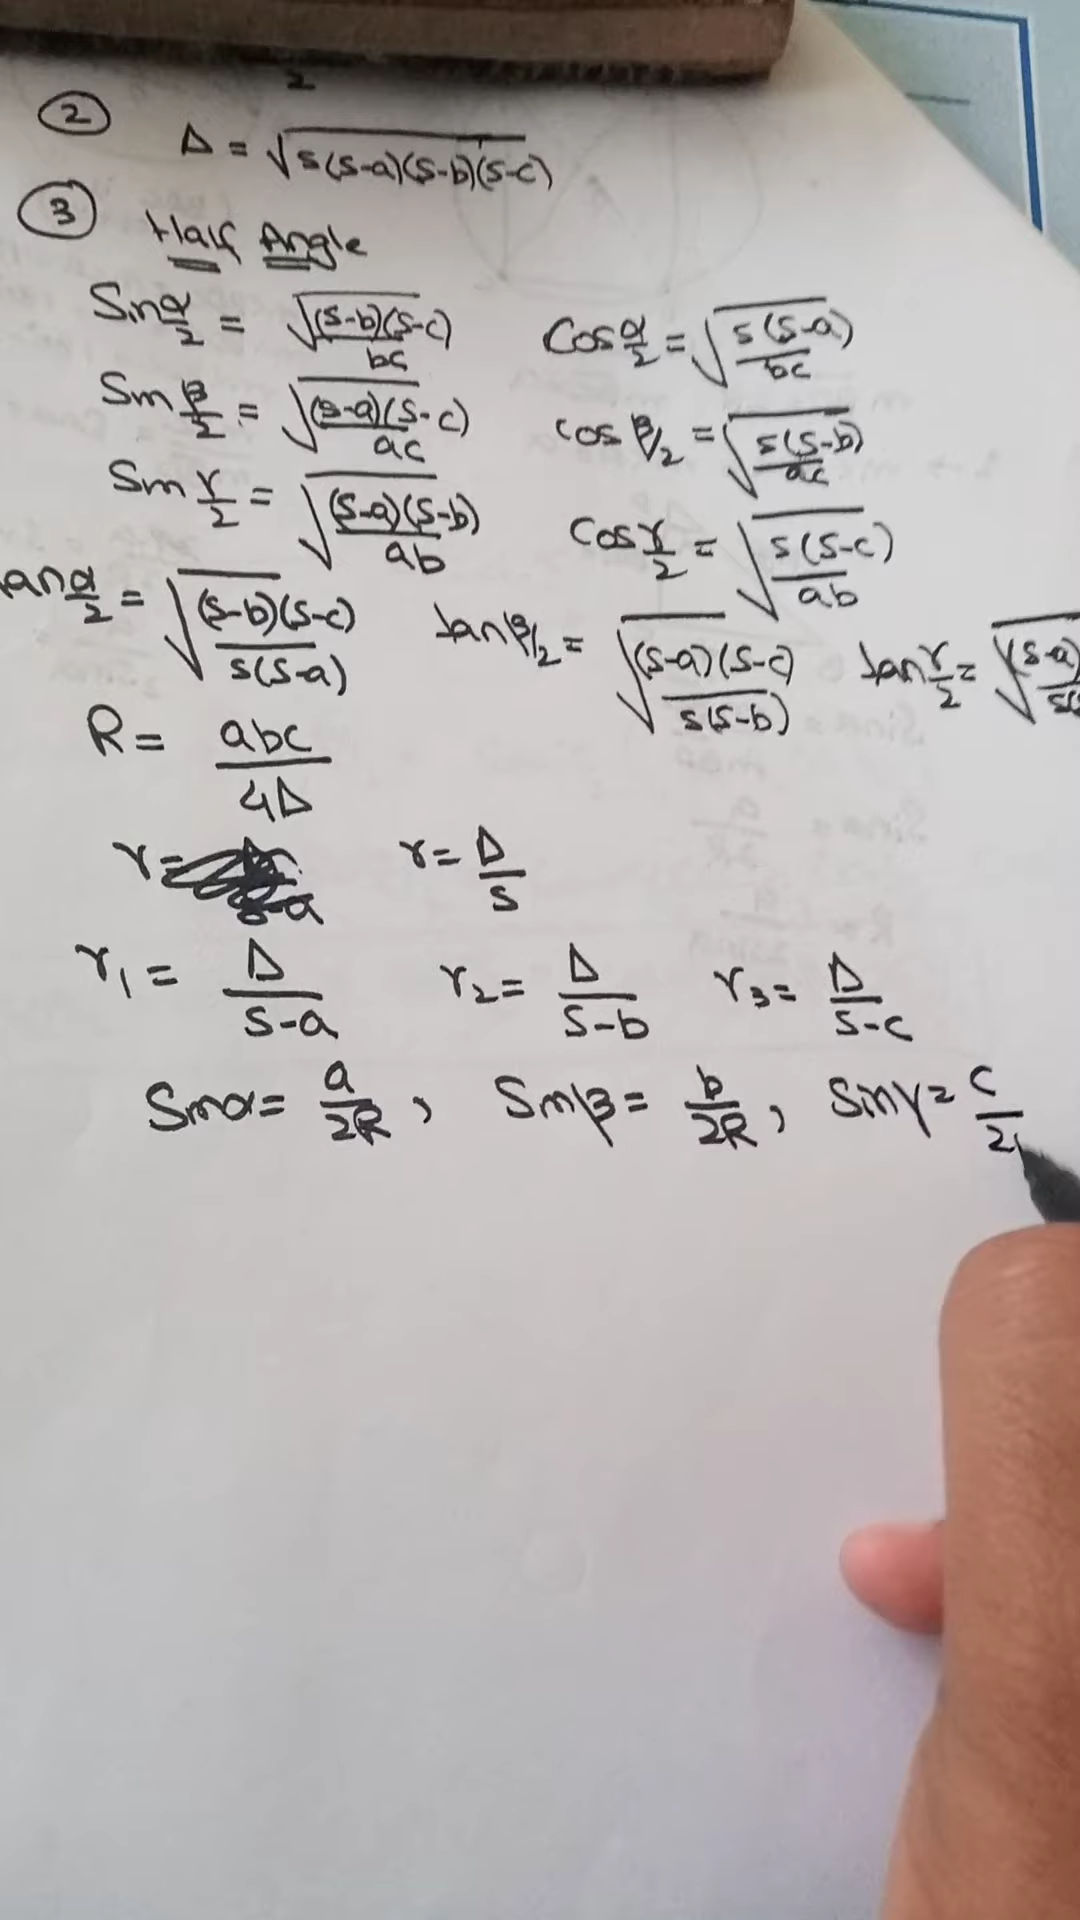 2
② Δ = √s(s-a)(s-b)(s-c)
③ Half Angle
Sin α/2 = √(s-b)(s-c)/bc Cos α/2 = √s(s-a)/bc
Sin β/2 = √(s-a)(s-c)/ac cos β/2 = √s(s-b)/ac
Sin γ/2 = √(s-a)(s-b)/ab Cos γ/2 = √s(s-c)/ab
an α/2 = √(s-b)(s-c)/s(s-a) tan β/2 = √(s-a)(s-c)/s(s-b) tan γ/2 = √(s-a)/s(
R = abc/4Δ
r = r = Δ/s
r₁ = Δ/s-a r₂ = Δ/s-b r₃ = Δ/s-c
Sin α = a/2R, Sin β = b/2R, Sin γ = c/2